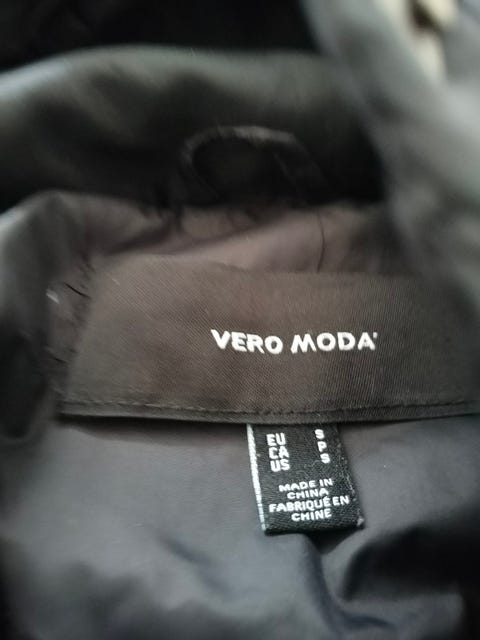 VERO MODA
EU S
CA P
US S
MADE IN
CHINA
FABRIQUÉ EN
CHINE